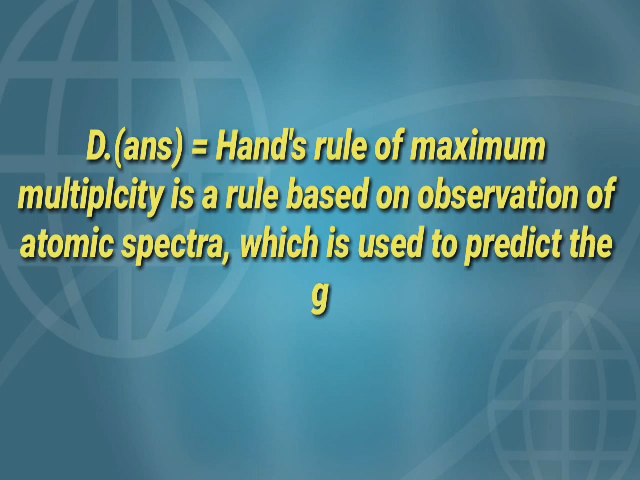 D.(ans) = Hand's rule of maximum
multiplcity is a rule based on observation of
atomic spectra, which is used to predict the
g